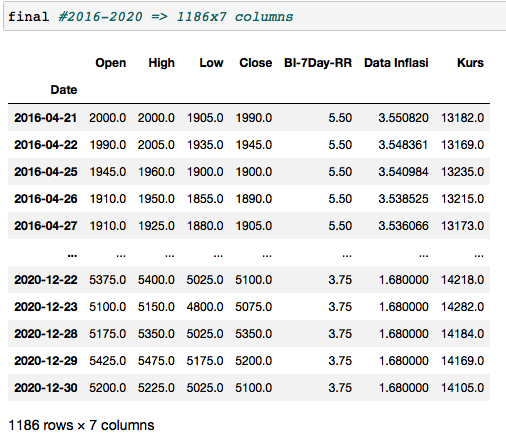 final #2016-2020 => 1186x7 columns
Open High Low Close BI-7Day-RR Data Inflasi Kurs
Date
2016-04-21 2000.0 2000.0 1905.0 1990.0 5.50 3.550820 13182.0
2016-04-22 1990.0 2005.0 1935.0 1945.0 5.50 3.548361 13169.0
2016-04-25 1945.0 1960.0 1900.0 1900.0 5.50 3.540984 13235.0
2016-04-26 1910.0 1950.0 1855.0 1890.0 5.50 3.538525 13215.0
2016-04-27 1910.0 1925.0 1880.0 1905.0 5.50 3.536066 13173.0
... ... ... ... ... ... ... ...
2020-12-22 5375.0 5400.0 5025.0 5100.0 3.75 1.680000 14218.0
2020-12-23 5100.0 5150.0 4800.0 5075.0 3.75 1.680000 14282.0
2020-12-28 5175.0 5350.0 5025.0 5350.0 3.75 1.680000 14184.0
2020-12-29 5425.0 5475.0 5175.0 5200.0 3.75 1.680000 14169.0
2020-12-30 5200.0 5225.0 5025.0 5100.0 3.75 1.680000 14105.0
1186 rows × 7 columns